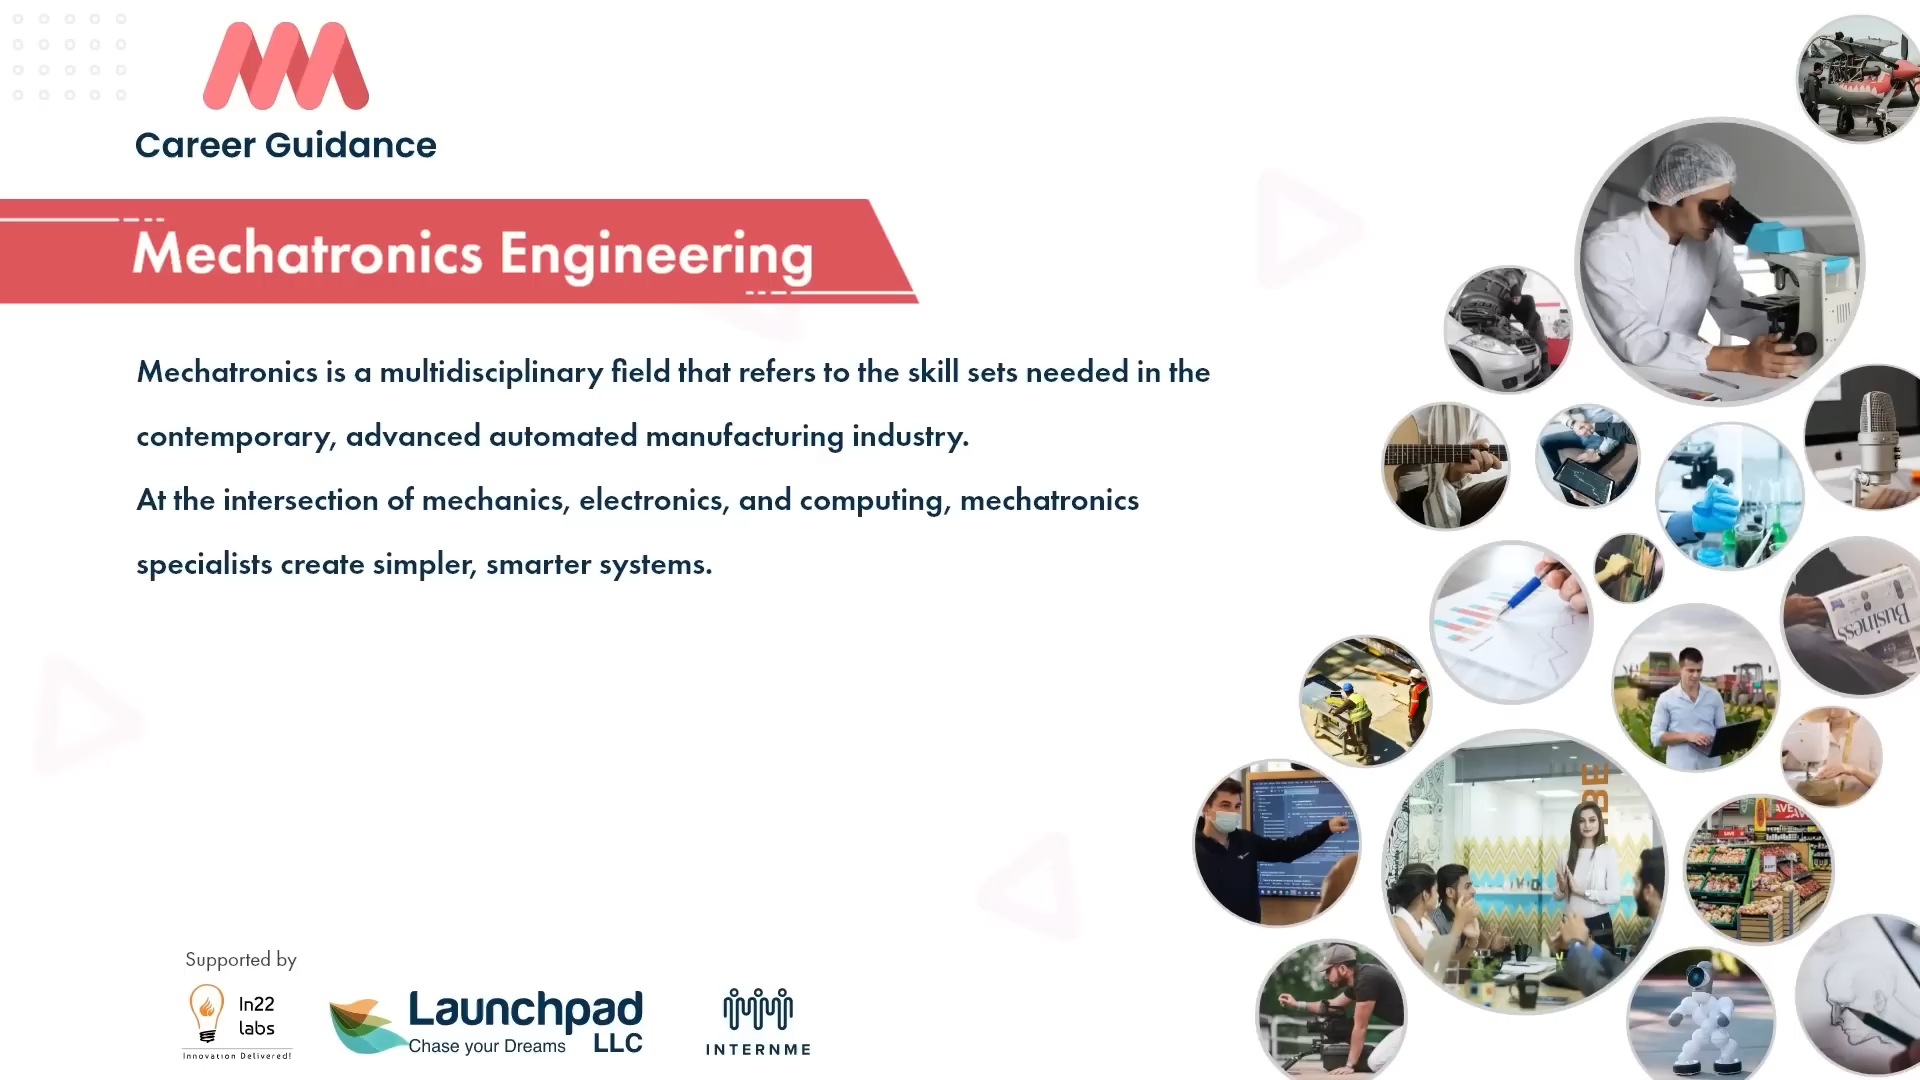 Career Guidance
Mechatronics Engineering
Mechatronics is a multidisciplinary field that refers to the skill sets needed in the
contemporary, advanced automated manufacturing industry.
At the intersection of mechanics, electronics, and computing, mechatronics
specialists create simpler, smarter systems.
Business
Supported by
In22
labs
Innovation Delivered!
Launchpad
Chase your Dreams LLC
INTERNME